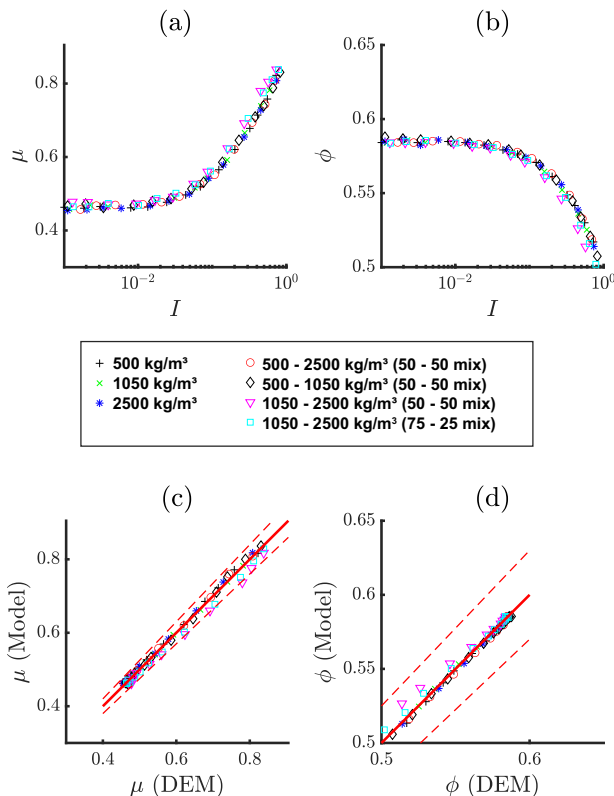 (a) (b)
0.8
0.6
0.4
μ
10⁻² 10⁰
I
0.65
0.6
0.55
0.5
ϕ
10⁻² 10⁰
I
500 kg/m³
1050 kg/m³
2500 kg/m³
500 - 2500 kg/m³ (50 - 50 mix)
500 - 1050 kg/m³ (50 - 50 mix)
1050 - 2500 kg/m³ (50 - 50 mix)
1050 - 2500 kg/m³ (75 - 25 mix)
(c) (d)
0.8
0.6
0.4
μ (Model)
0.4 0.6 0.8
μ (DEM)
0.65
0.6
0.55
0.5
ϕ (Model)
0.5 0.6
ϕ (DEM)